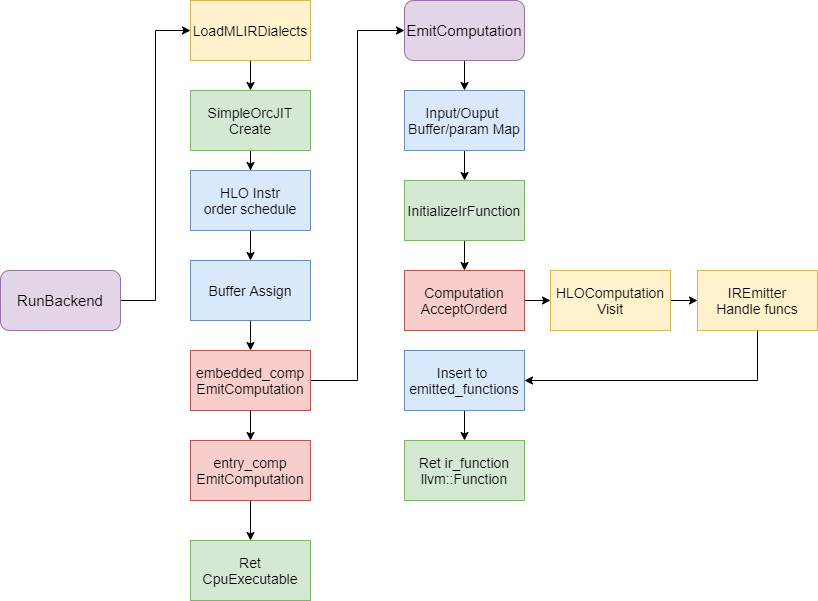 LoadMLIRDialects
SimpleOrcJIT
Create
HLO Instr
order schedule
RunBackend
Buffer Assign
embedded_comp
EmitComputation
entry_comp
EmitComputation
Ret
CpuExecutable
EmitComputation
Input/Ouput
Buffer/param Map
InitializeIrFunction
Computation
AcceptOrderd
HLOComputation
Visit
IREmitter
Handle funcs
Insert to
emitted_functions
Ret ir_function
llvm::Function